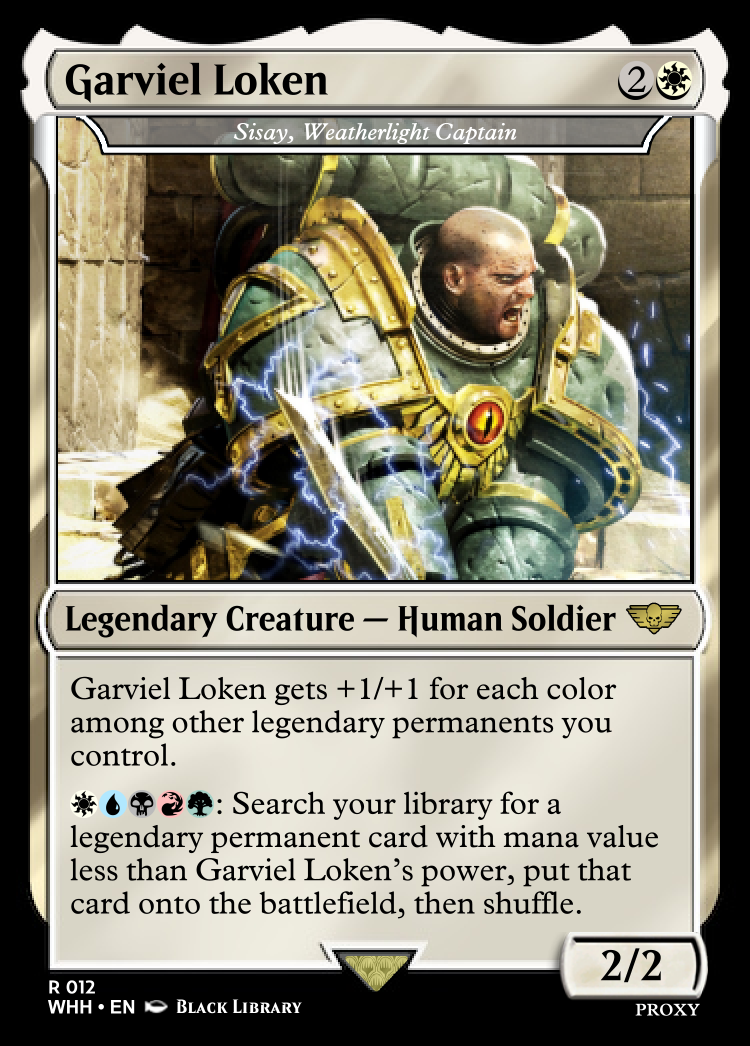 Garviel Loken 2
Sisay, Weatherlight Captain
Legendary Creature — Human Soldier
Garviel Loken gets +1/+1 for each color
among other legendary permanents you
control.
: Search your library for a
legendary permanent card with mana value
less than Garviel Loken's power, put that
card onto the battlefield, then shuffle.
2/2
R 012
WHH • EN Black Library
PROXY